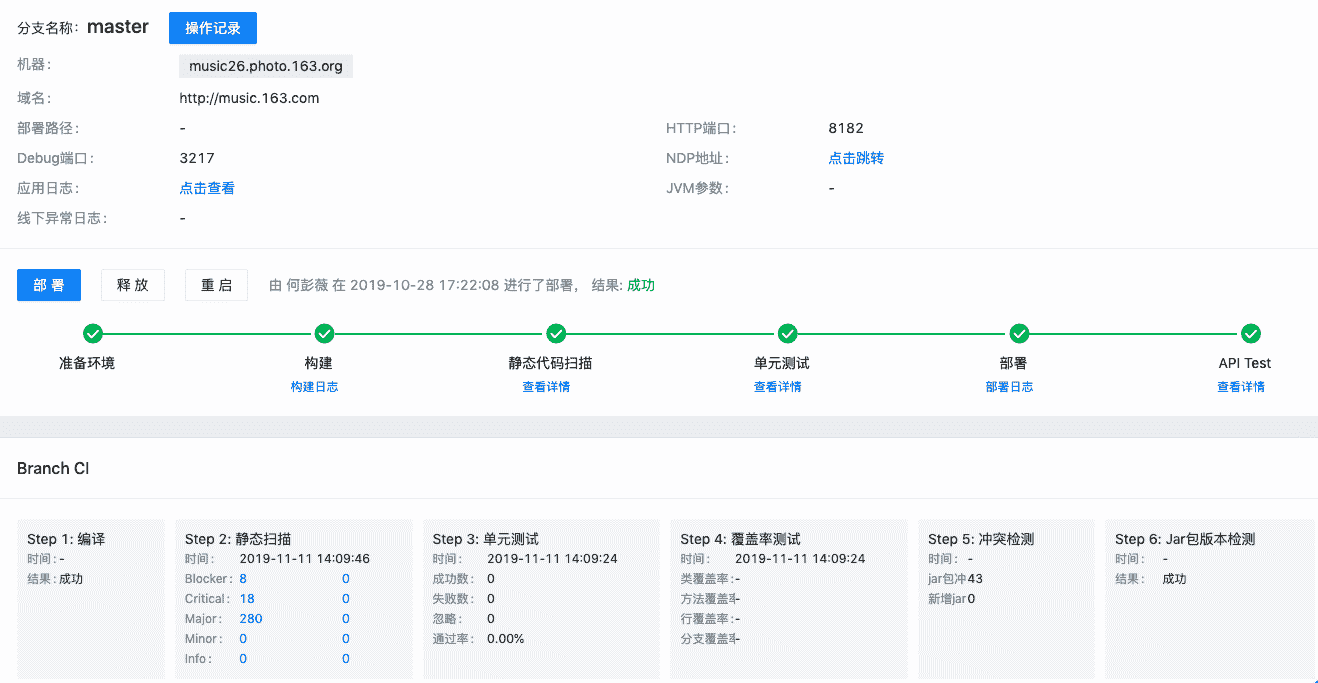 分支名称: master 操作记录
机器: music26.photo.163.org
域名: http://music.163.com
部署路径: - HTTP端口: 8182
Debug端口: 3217 NDP地址: 点击跳转
应用日志: 点击查看 JVM参数: -
线下异常日志: -
部 署 释 放 重 启 由 何彭薇 在 2019-10-28 17:22:08 进行了部署， 结果: 成功
准备环境 构建 静态代码扫描 单元测试 部署 API Test
构建日志 查看详情 查看详情 部署日志 查看详情
Branch CI
Step 1: 编译
时间: -
结果: 成功
Step 2: 静态扫描
时间: 2019-11-11 14:09:46
Blocker: 8 0
Critical: 18 0
Major: 280 0
Minor: 0 0
Info: 0 0
Step 3: 单元测试
时间: 2019-11-11 14:09:24
成功数: 0
失败数: 0
忽略: 0
通过率: 0.00%
Step 4: 覆盖率测试
时间: 2019-11-11 14:09:24
类覆盖率: -
方法覆盖率-
行覆盖率: -
分支覆盖率-
Step 5: 冲突检测
时间: -
jar包冲43
新增jar0
Step 6: Jar包版本检测
时间: -
结果: 成功